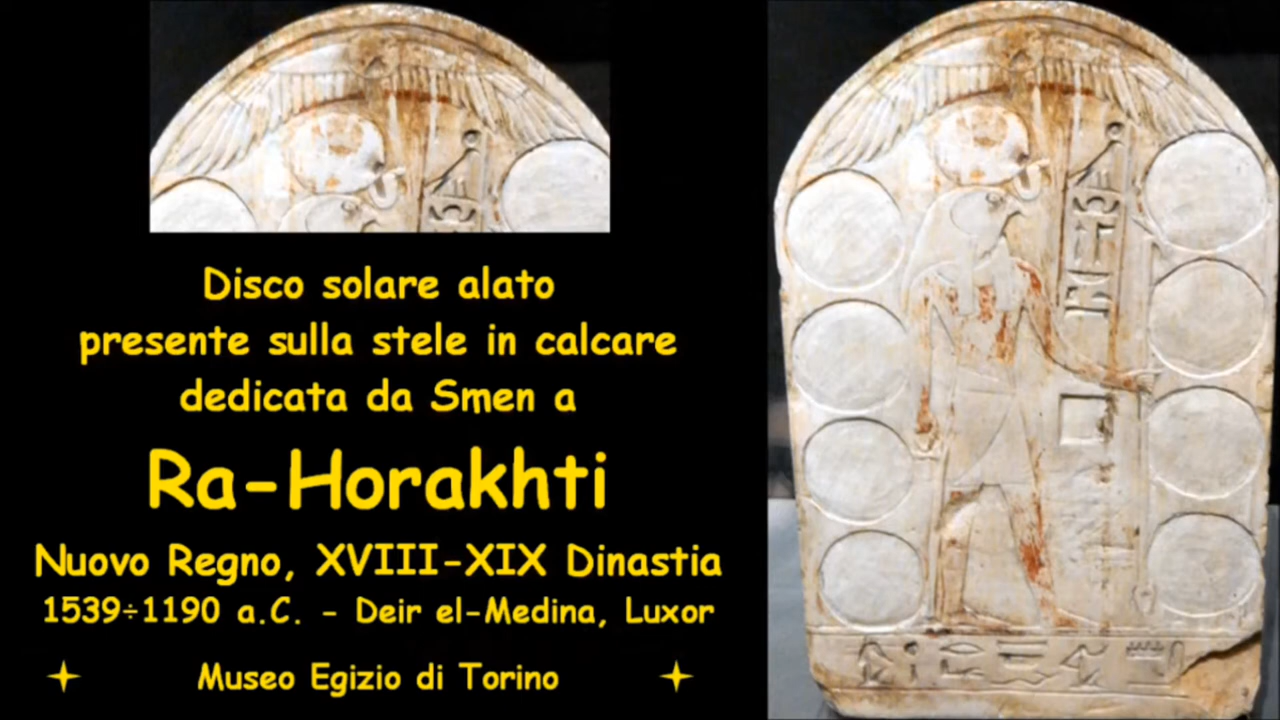 Disco solare alato
presente sulla stele in calcare
dedicata da Smen a
Ra-Horakhti
Nuovo Regno, XVIII-XIX Dinastia
1539÷1190 a.C. - Deir el-Medina, Luxor
Museo Egizio di Torino